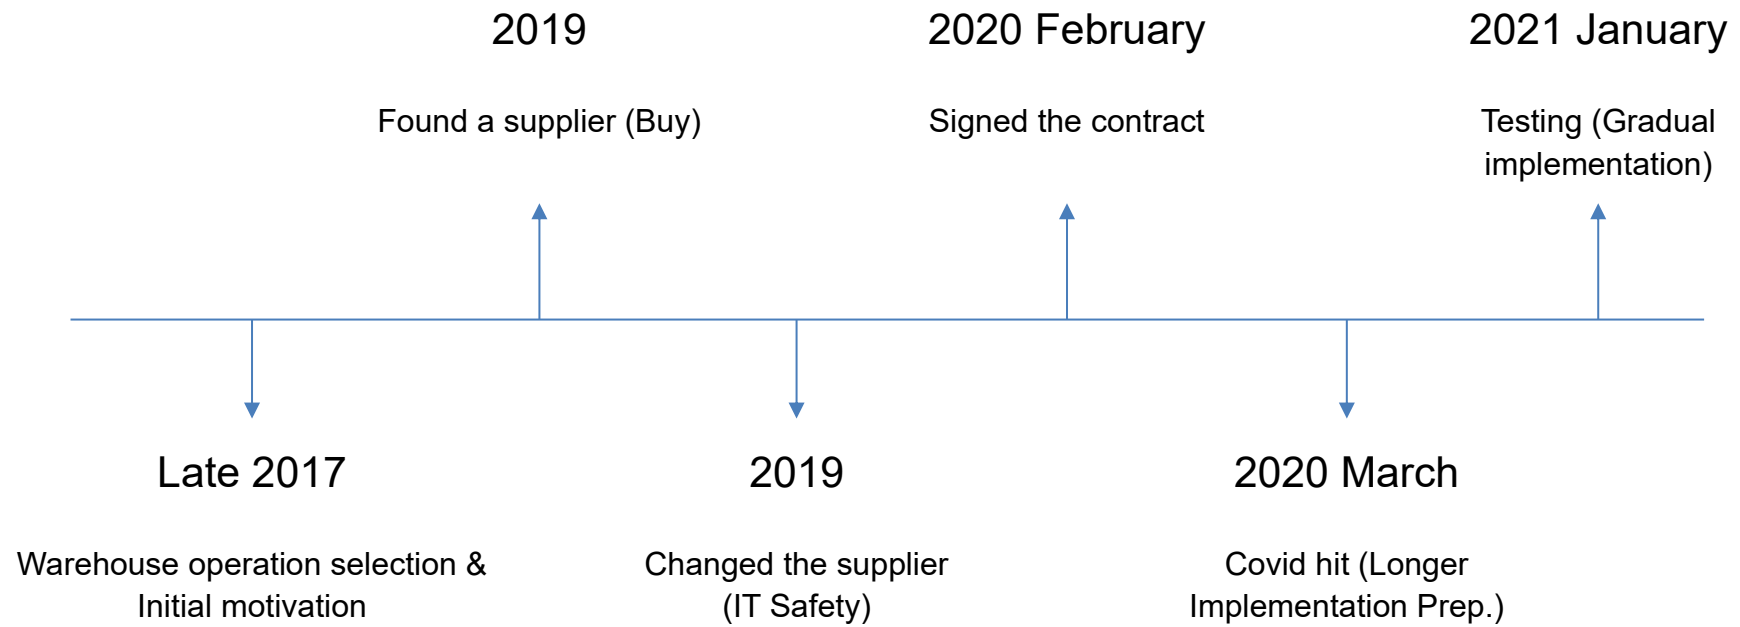 2019
Found a supplier (Buy)
2020 February
Signed the contract
2021 January
Testing (Gradual
implementation)
Late 2017
Warehouse operation selection &
Initial motivation
2019
Changed the supplier
(IT Safety)
2020 March
Covid hit (Longer
Implementation Prep.)